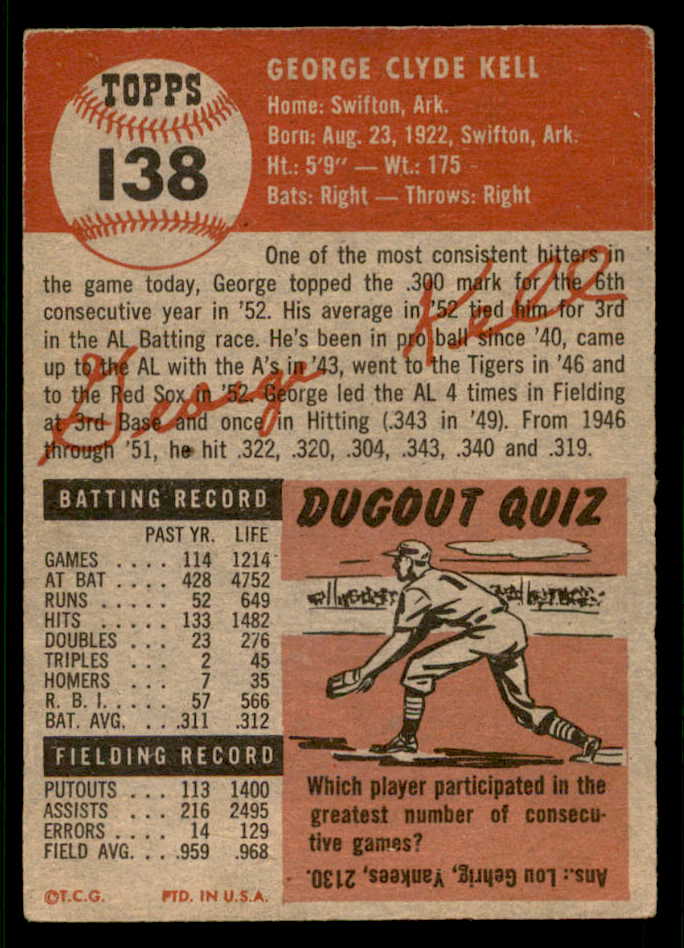 TOPPS
138
GEORGE CLYDE KELL
Home: Swifton, Ark.
Born: Aug. 23, 1922, Swifton, Ark.
Ht.: 5'9" — Wt.: 175
Bats: Right — Throws: Right
One of the most consistent hitters in
the game today, George topped the .300 mark for the 6th
consecutive year in '52. His average in '52 tied him for 3rd
in the AL Batting race. He's been in pro ball since '40, came
up to the AL with the A's in '43, went to the Tigers in '46 and
to the Red Sox in '52. George led the AL 4 times in Fielding
at 3rd Base and once in Hitting (.343 in '49). From 1946
through '51, he hit .322, .320, .304, .343, .340 and .319.
George Kell
BATTING RECORD
PAST YR. LIFE
GAMES .... 114 1214
AT BAT .... 428 4752
RUNS ..... 52 649
HITS ..... 133 1482
DOUBLES ... 23 276
TRIPLES ... 2 45
HOMERS ... 7 35
R. B. I. .... 57 566
BAT. AVG. .. .311 .312
FIELDING RECORD
PUTOUTS ... 113 1400
ASSISTS ... 216 2495
ERRORS .... 14 129
FIELD AVG. .. .959 .968
©T.C.G. PTD. IN U.S.A.
DUGOUT QUIZ
Which player participated in the
greatest number of consecu-
tive games?
Ans.: Lou Gehrig, Yankees, 2130.